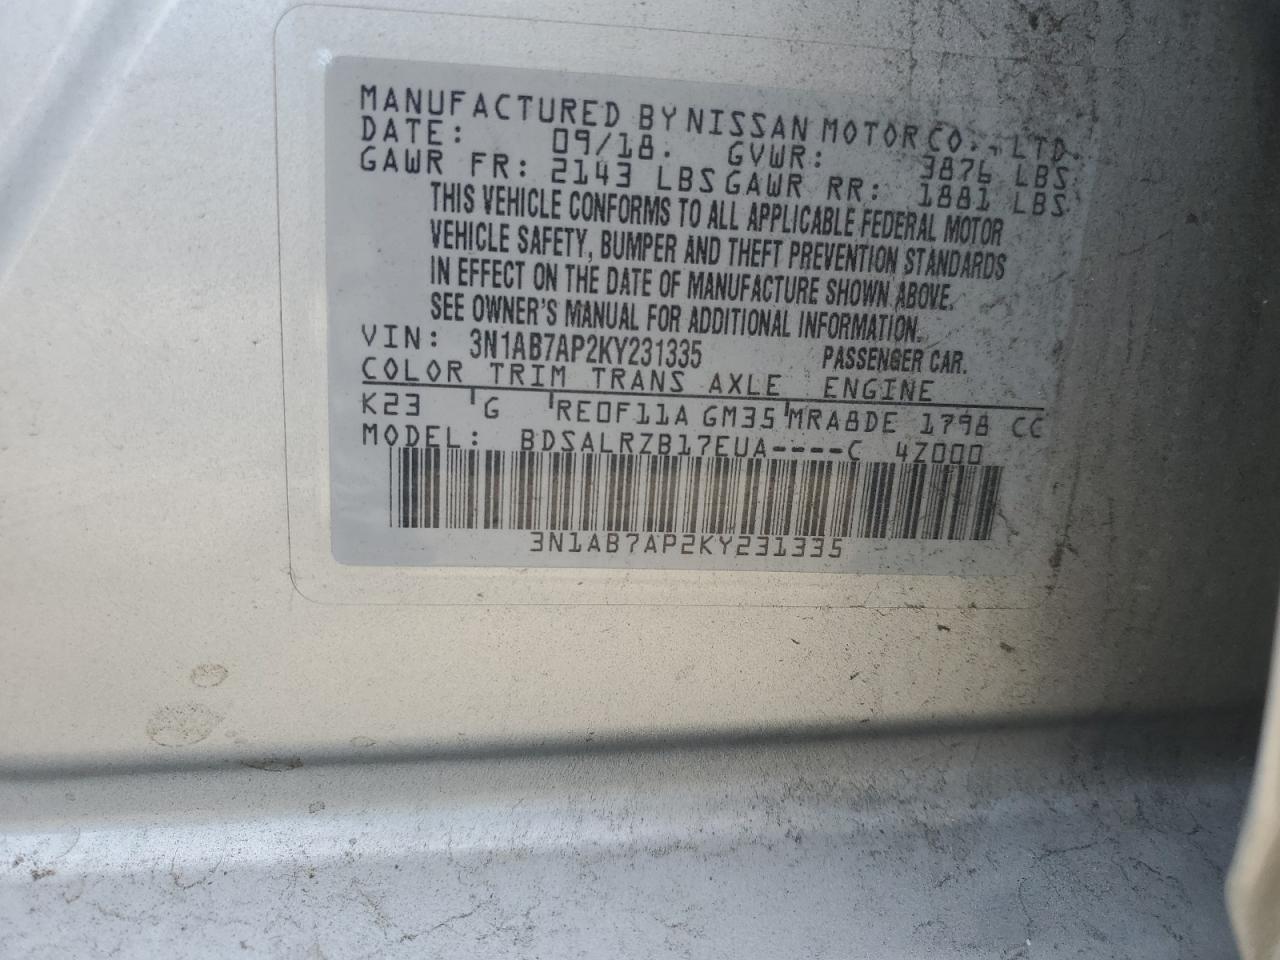 MANUFACTURED BY NISSAN MOTOR CO., LTD.
DATE: 09/18. GVWR: 3876 LBS
GAWR FR: 2143 LBS GAWR RR: 1881 LBS
THIS VEHICLE CONFORMS TO ALL APPLICABLE FEDERAL MOTOR
VEHICLE SAFETY, BUMPER AND THEFT PREVENTION STANDARDS
IN EFFECT ON THE DATE OF MANUFACTURE SHOWN ABOVE.
SEE OWNER'S MANUAL FOR ADDITIONAL INFORMATION.
VIN: 3N1AB7AP2KY231335 PASSENGER CAR.
COLOR TRIM TRANS AXLE ENGINE
K23 G RE0F11A GM35 MRA8DE 1798 CC
MODEL: BDSALRZB17EUA----C 4Z000
3N1AB7AP2KY231335